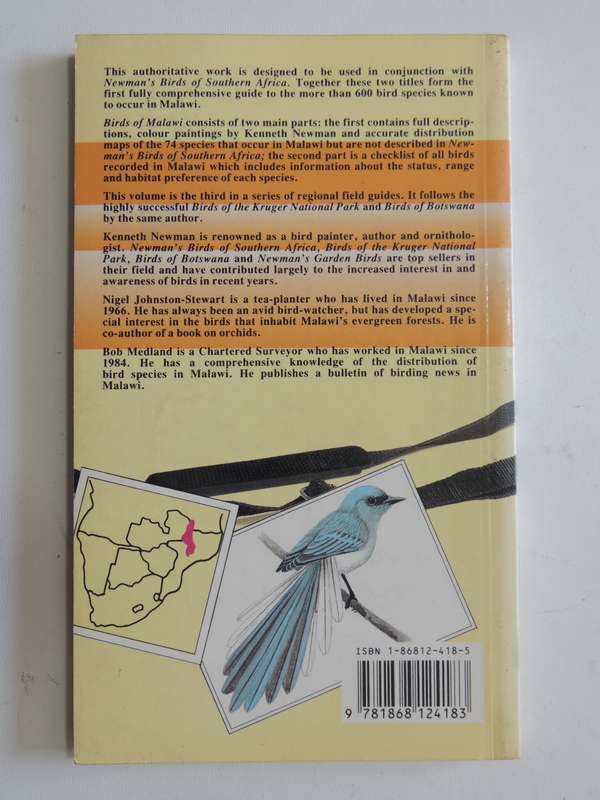 This authoritative work is designed to be used in conjunction with
Newman's Birds of Southern Africa. Together these two titles form the
first fully comprehensive guide to the more than 600 bird species known
to occur in Malawi.
Birds of Malawi consists of two main parts: the first contains full descrip-
tions, colour paintings by Kenneth Newman and accurate distribution
maps of the 74 species that occur in Malawi but are not described in New-
man's Birds of Southern Africa; the second part is a checklist of all birds
recorded in Malawi which includes information about the status, range
and habitat preference of each species.
This volume is the third in a series of regional field guides. It follows the
highly successful Birds of the Kruger National Park and Birds of Botswana
by the same author.
Kenneth Newman is renowned as a bird painter, author and ornitholo-
gist. Newman's Birds of Southern Africa, Birds of the Kruger National
Park, Birds of Botswana and Newman's Garden Birds are top sellers in
their field and have contributed largely to the increased interest in and
awareness of birds in recent years.
Nigel Johnston-Stewart is a tea-planter who has lived in Malawi since
1966. He has always been an avid bird-watcher, but has developed a spe-
cial interest in the birds that inhabit Malawi's evergreen forests. He is
co-author of a book on orchids.
Bob Medland is a Chartered Surveyor who has worked in Malawi since
1984. He has a comprehensive knowledge of the distribution of
bird species in Malawi. He publishes a bulletin of birding news in
Malawi.
ISBN 1-86812-418-5
9 781868 124183